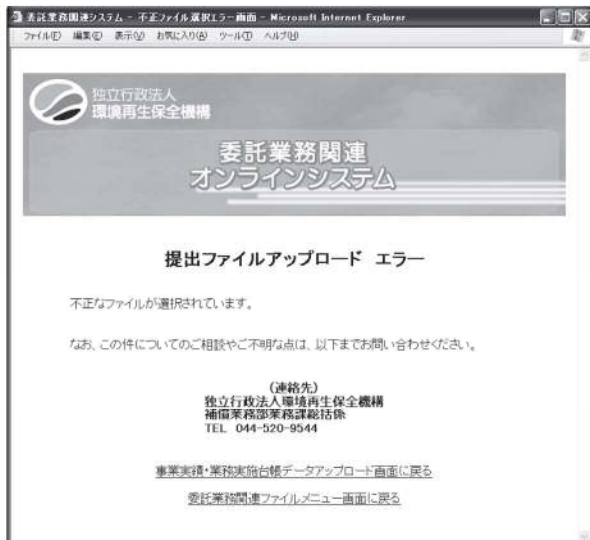 委託業務関連システム - 不正ファイル選択エラー画面 - Microsoft Internet Explorer
ファイル(F) 編集(E) 表示(V) お気に入り(A) ツール(T) ヘルプ(H)
独立行政法人
環境再生保全機構
委託業務関連
オンラインシステム
提出ファイルアップロード エラー
不正なファイルが選択されています。
なお、この件についてのご相談やご不明な点は、以下までお問い合わせください。
（連絡先）
独立行政法人環境再生保全機構
補償業務部業務課総括係
TEL 044-520-9544
事業実績・業務実施台帳データアップロード画面に戻る
委託業務関連ファイルメニュー画面に戻る